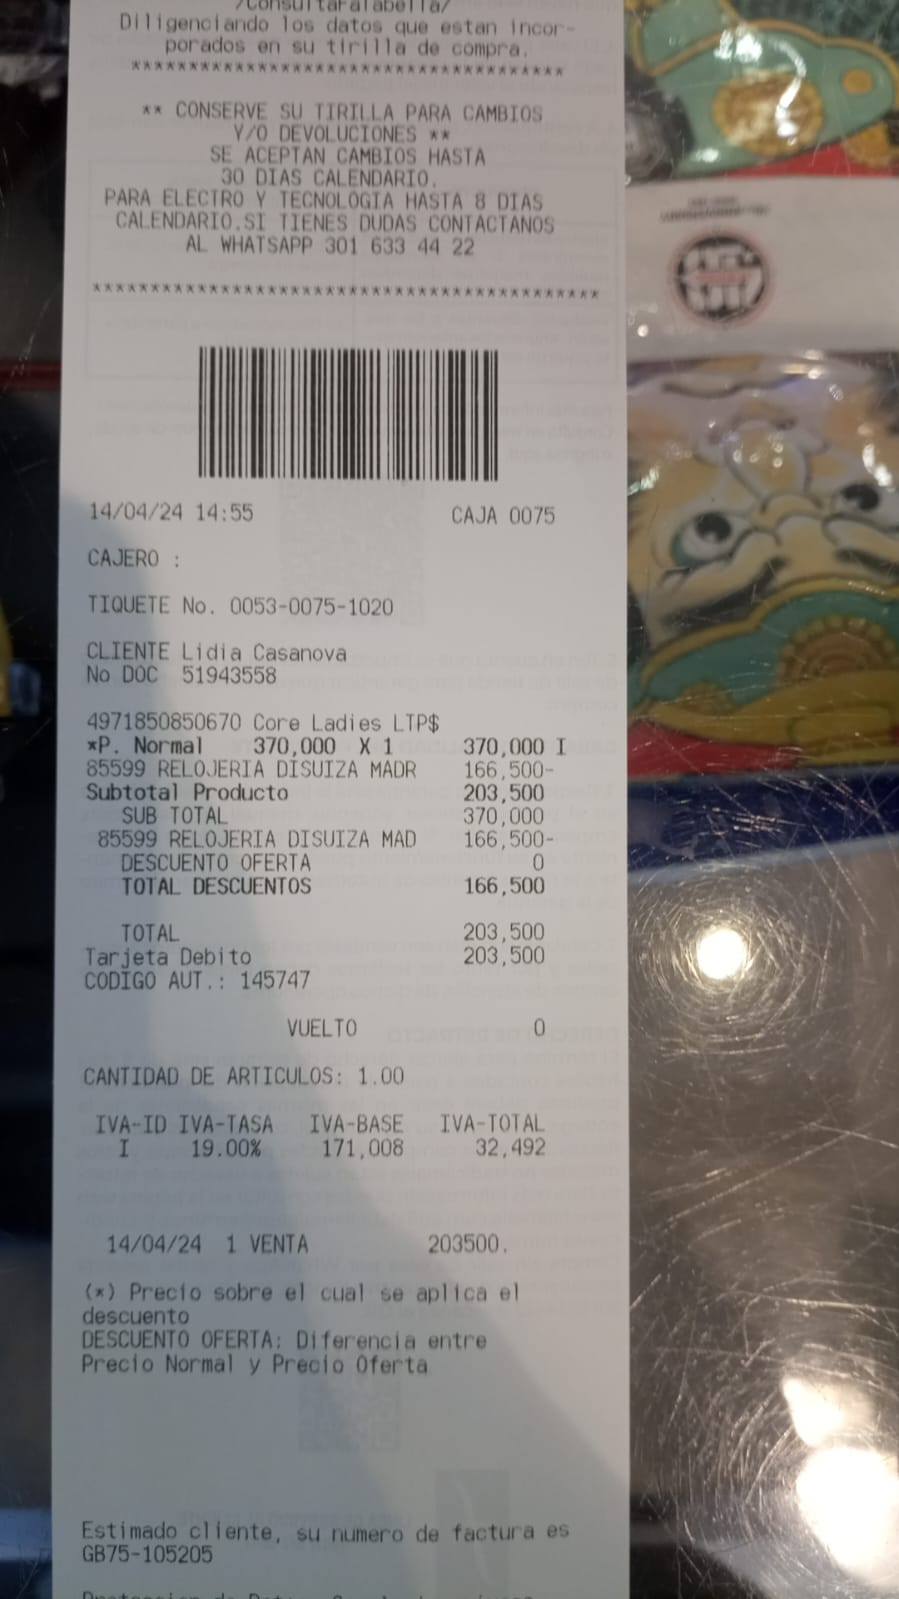 /ConsultaFalabella/
Diligenciando los datos que estan incor-
porados en su tirilla de compra.
*****************************************
** CONSERVE SU TIRILLA PARA CAMBIOS
Y/O DEVOLUCIONES **
SE ACEPTAN CAMBIOS HASTA
30 DIAS CALENDARIO.
PARA ELECTRO Y TECNOLOGIA HASTA 8 DIAS
CALENDARIO.SI TIENES DUDAS CONTACTANOS
AL WHATSAPP 301 633 44 22
********************************************
14/04/24 14:55 CAJA 0075
CAJERO :
TIQUETE No. 0053-0075-1020
CLIENTE Lidia Casanova
No DOC 51943558
4971850850670 Core Ladies LTP$
*P. Normal 370,000 X 1 370,000 I
85599 RELOJERIA DISUIZA MADR 166,500-
Subtotal Producto 203,500
SUB TOTAL 370,000
85599 RELOJERIA DISUIZA MAD 166,500-
DESCUENTO OFERTA 0
TOTAL DESCUENTOS 166,500
TOTAL 203,500
Tarjeta Debito 203,500
CODIGO AUT.: 145747
VUELTO 0
CANTIDAD DE ARTICULOS: 1.00
IVA-ID IVA-TASA IVA-BASE IVA-TOTAL
I 19.00% 171,008 32,492
14/04/24 1 VENTA 203500.
(*) Precio sobre el cual se aplica el
descuento
DESCUENTO OFERTA: Diferencia entre
Precio Normal y Precio Oferta
Estimado cliente, su numero de factura es
GB75-105205